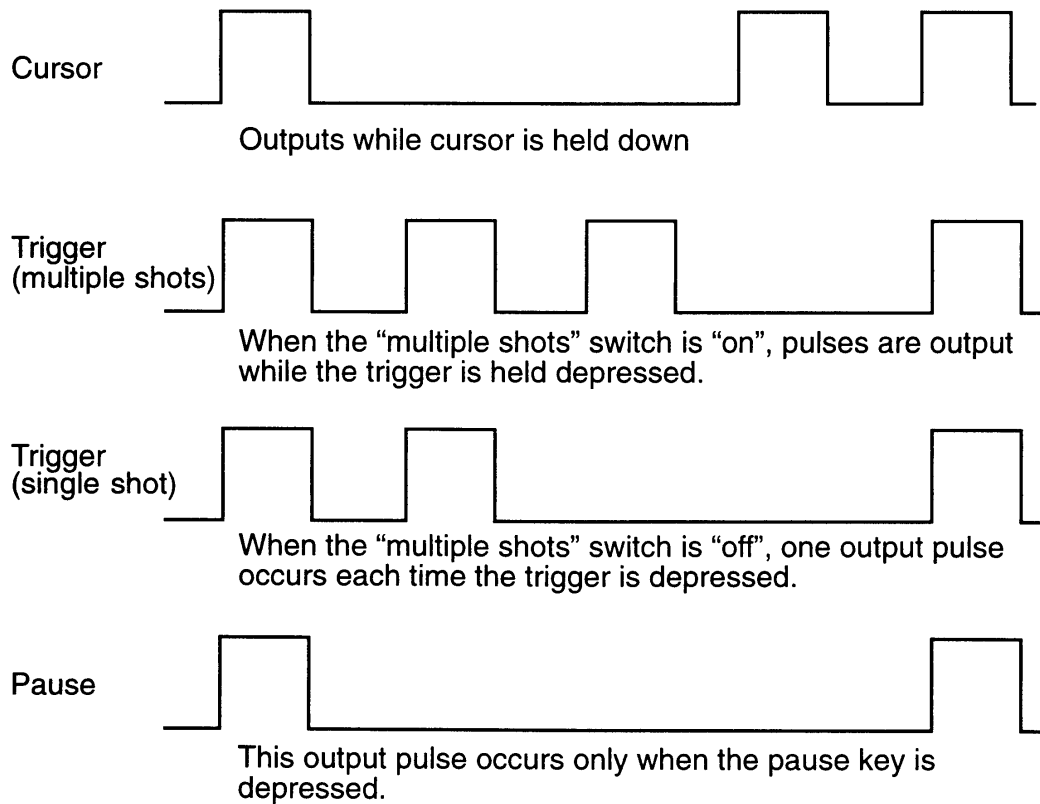 Cursor
Outputs while cursor is held down
Trigger
(multiple shots)
When the “multiple shots” switch is “on”, pulses are output
while the trigger is held depressed.
Trigger
(single shot)
When the “multiple shots” switch is “off”, one output pulse
occurs each time the trigger is depressed.
Pause
This output pulse occurs only when the pause key is
depressed.